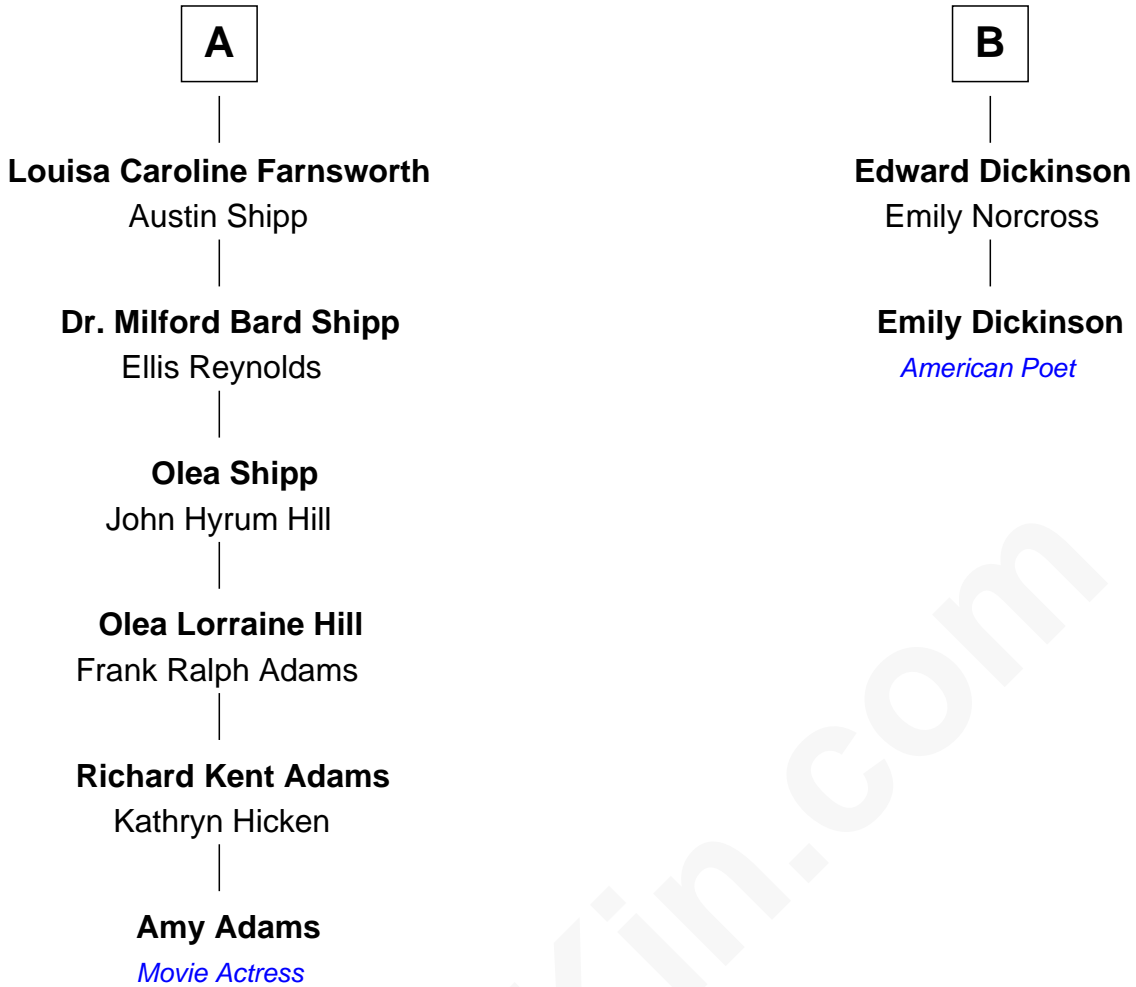 A
Louisa Caroline Farnsworth
Austin Shipp
Dr. Milford Bard Shipp
Ellis Reynolds
Olea Shipp
John Hyrum Hill
Olea Lorraine Hill
Frank Ralph Adams
Richard Kent Adams
Kathryn Hicken
Amy Adams
Movie Actress
B
Edward Dickinson
Emily Norcross
Emily Dickinson
American Poet
Kin.com